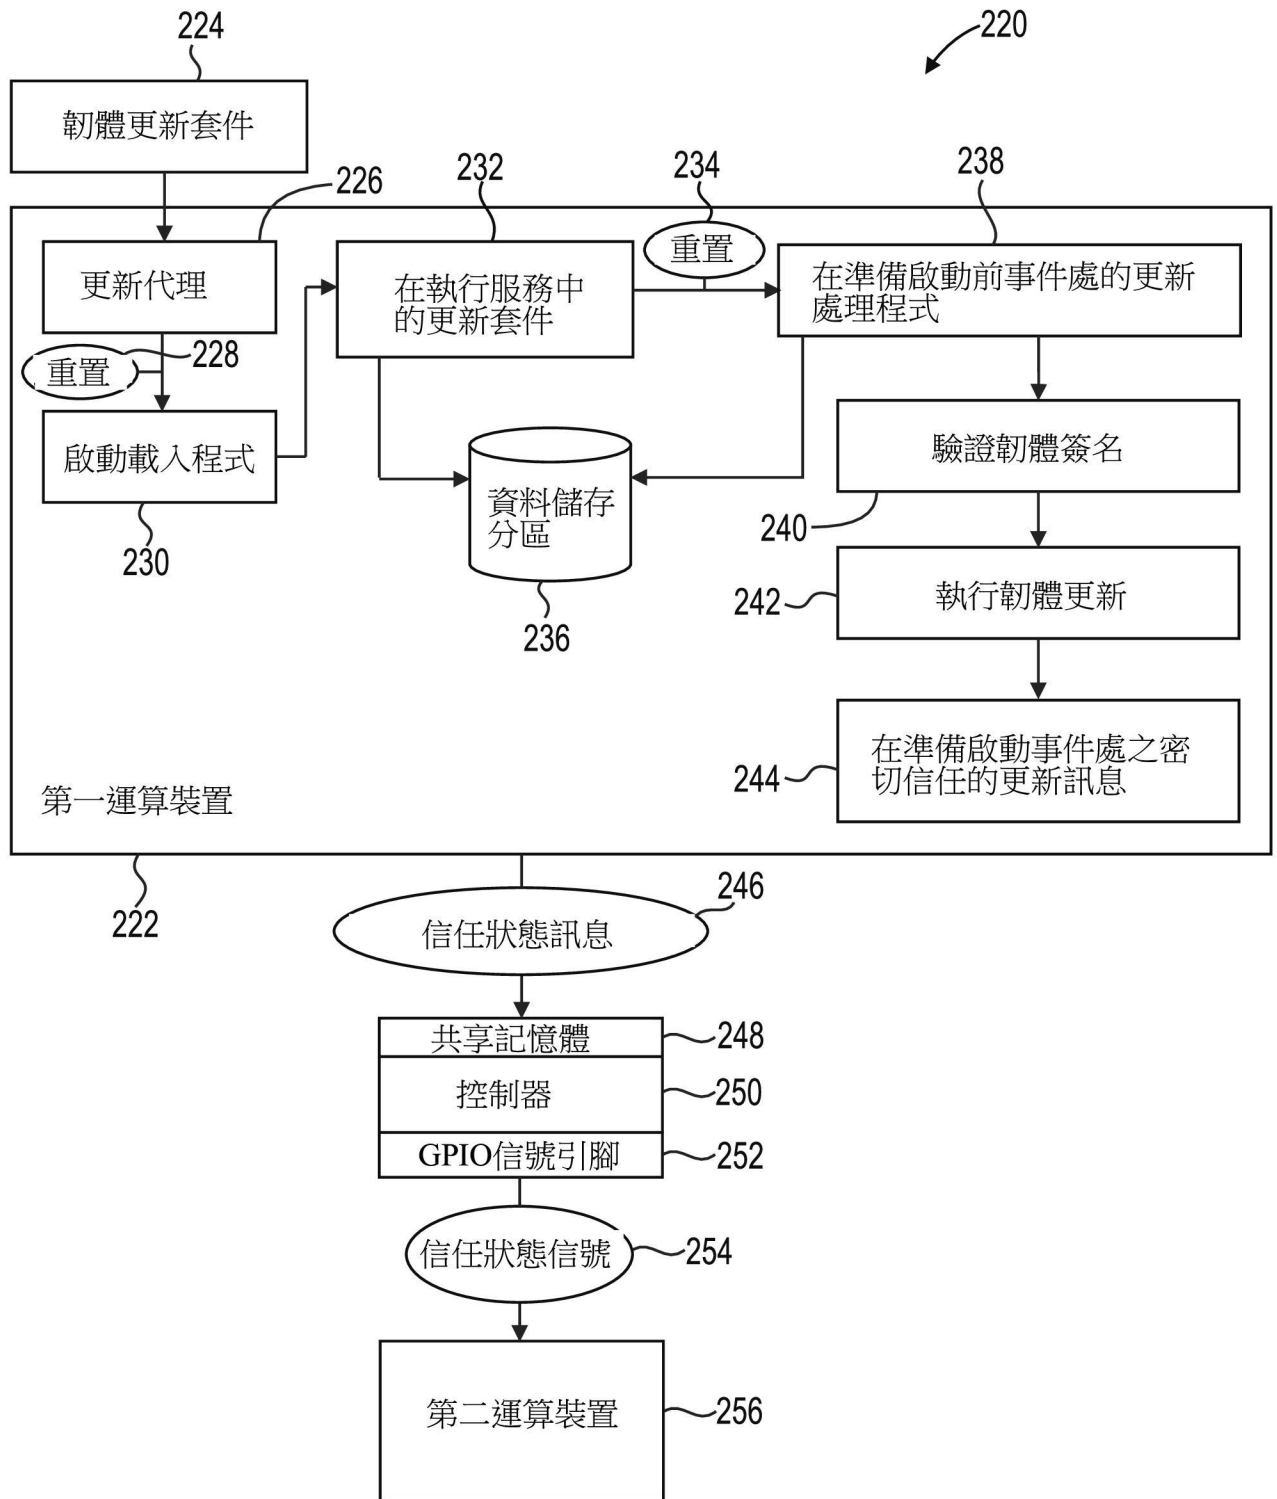 224
220
韌體更新套件
226
232
234
238
更新代理
在執行服務中
的更新套件
重置
在準備啟動前事件處的更新
處理程式
重置
228
啟動載入程式
230
資料儲存
分區
236
驗證韌體簽名
240
執行韌體更新
242
在準備啟動事件處之密
切信任的更新訊息
244
第一運算裝置
222
246
信任狀態訊息
共享記憶體
248
控制器
250
GPIO信號引腳
252
信任狀態信號
254
第二運算裝置
256